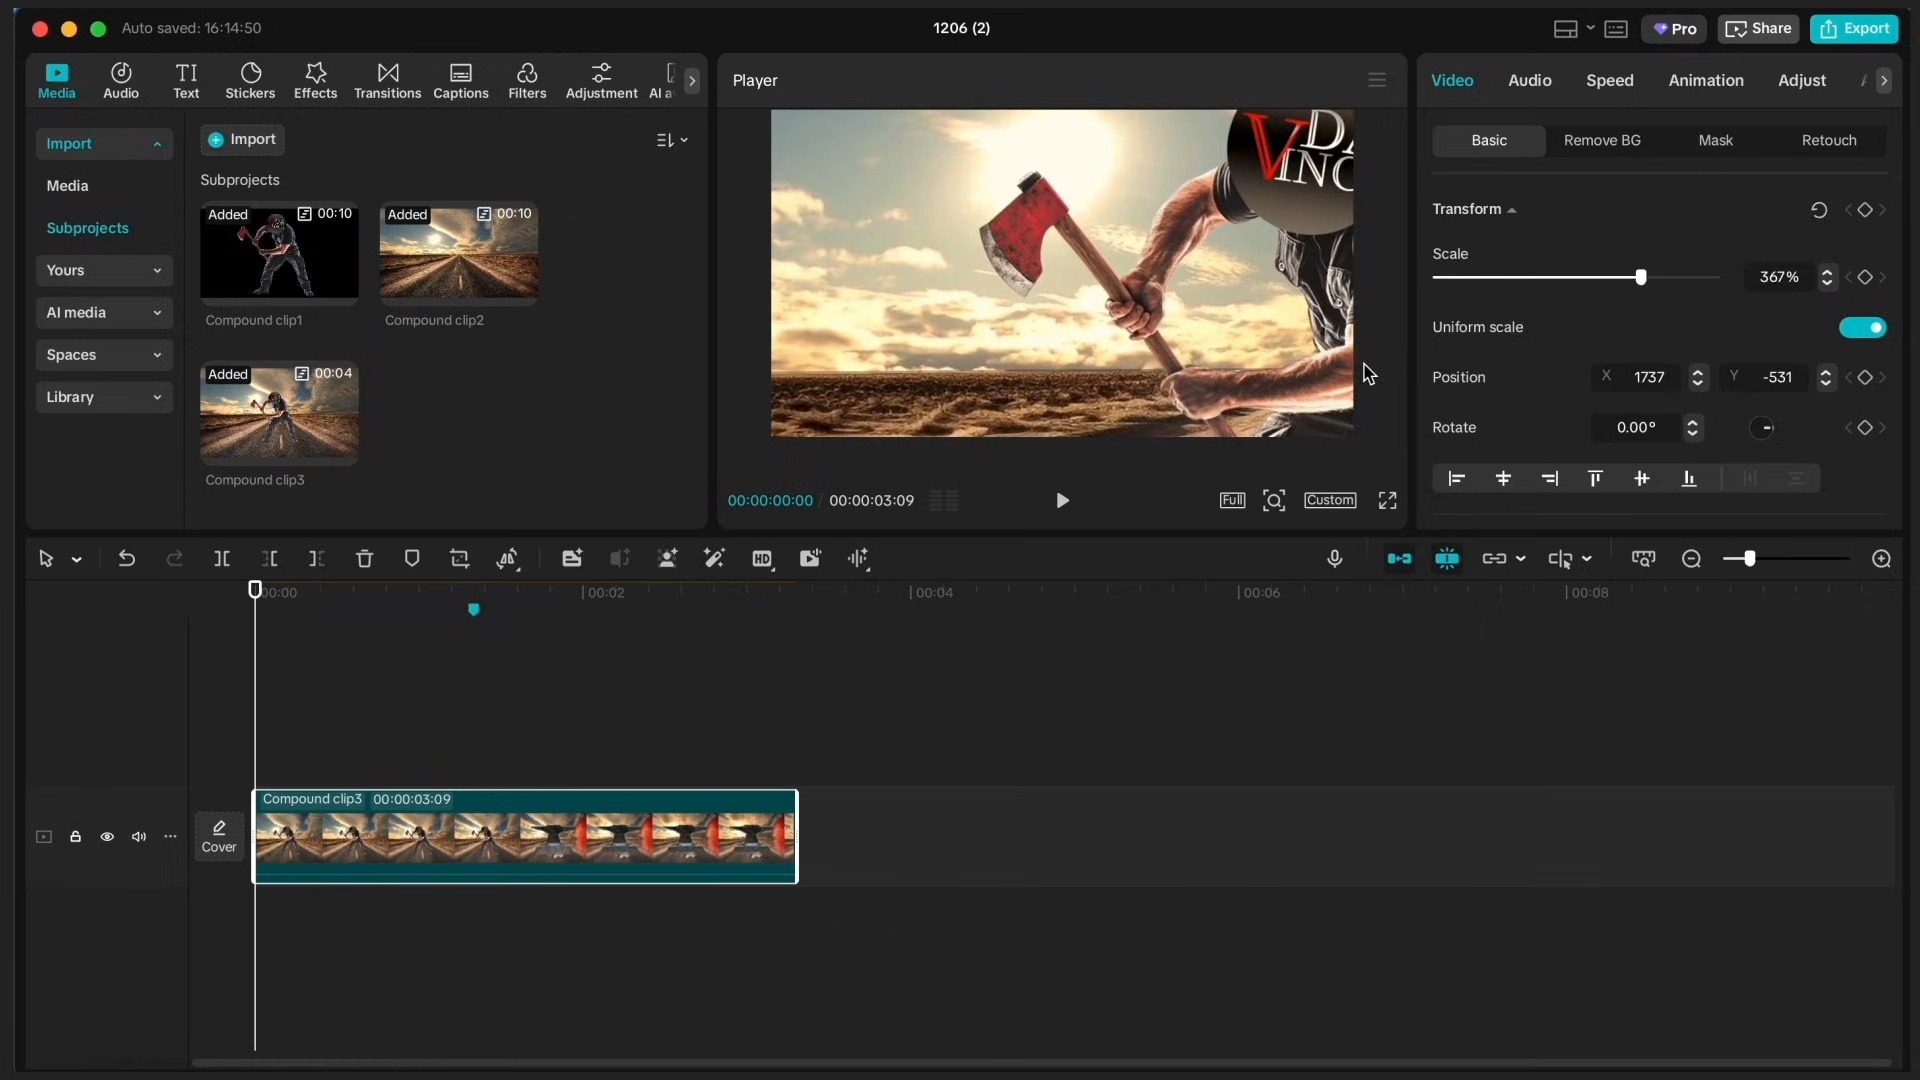 Auto saved: 16:14:50
1206 (2)
Pro
Share
Export
Media
Audio
Text
Stickers
Effects
Transitions
Captions
Filters
Adjustment
AI a
Player
Video
Audio
Speed
Animation
Adjust
Import
Media
Subprojects
Yours
AI media
Spaces
Library
Import
Subprojects
Added 00:10
Compound clip1
Added 00:10
Compound clip2
Added 00:04
Compound clip3
V DA
INC
00:00:00:00 / 00:00:03:09
Full
Custom
Basic
Remove BG
Mask
Retouch
Transform
Scale
367%
Uniform scale
Position X 1737 Y -531
Rotate 0.00°
HD
00:00
00:02
00:04
00:06
00:08
Cover
Compound clip3 00:00:03:09